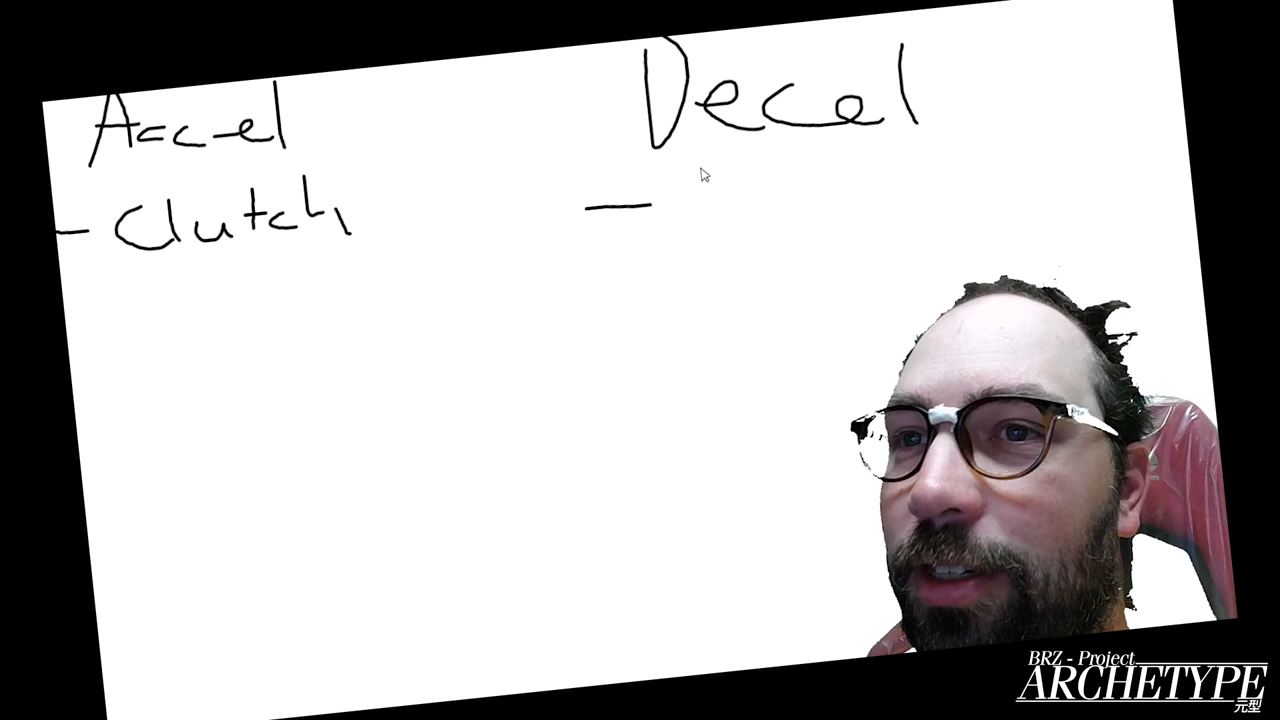 Accel
Decel
- Clutch
—
BRZ - Project
ARCHETYPE
元型